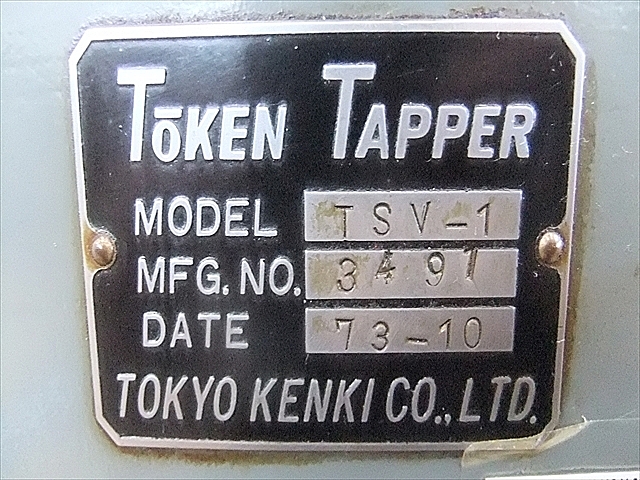 TōKEN TAPPER
MODEL TSV-1
MFG.NO. 3491
DATE 73-10
TOKYO KENKI CO., LTD.